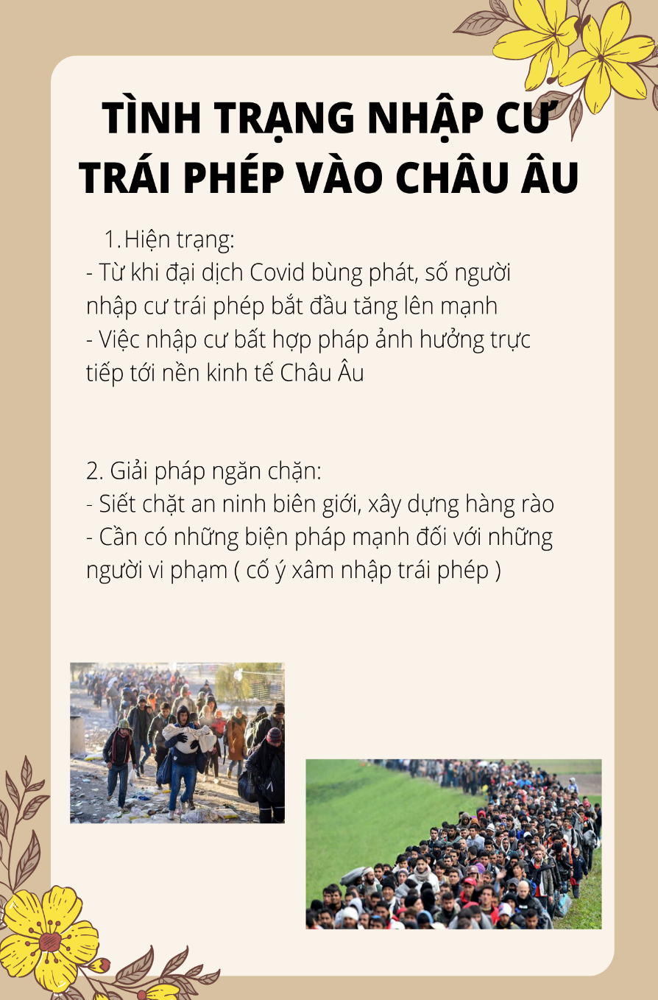 TÌNH TRẠNG NHẬP CƯ
TRÁI PHÉP VÀO CHÂU ÂU
1. Hiện trạng:
- Từ khi đại dịch Covid bùng phát, số người
nhập cư trái phép bắt đầu tăng lên mạnh
- Việc nhập cư bất hợp pháp ảnh hưởng trực
tiếp tới nền kinh tế Châu Âu
2. Giải pháp ngăn chặn:
- Siết chặt an ninh biên giới, xây dựng hàng rào
- Cần có những biện pháp mạnh đối với những
người vi phạm ( cố ý xâm nhập trái phép )